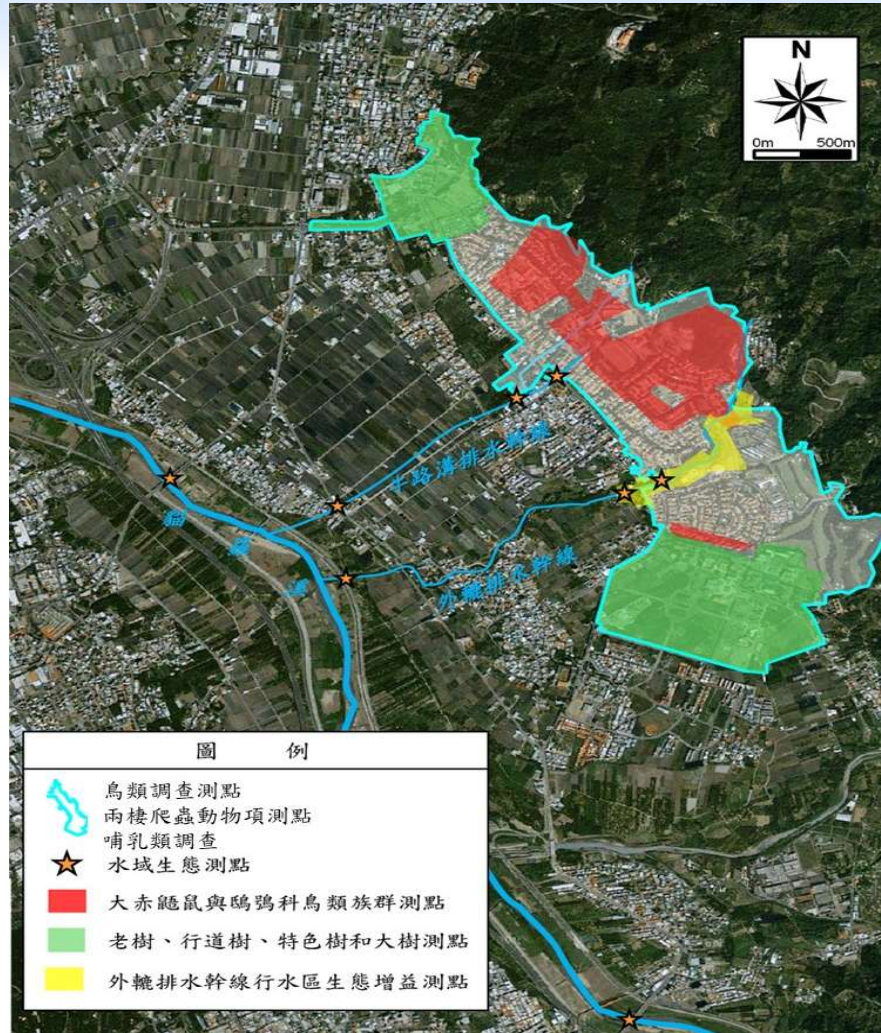 N
0m 500m
牛路溝排水幹線
貓
羅
溪
外轆排水幹線
圖 例
鳥類調查測點
兩棲爬蟲動物項測點
哺乳類調查
水域生態測點
大赤鼯鼠與鴟鴞科鳥類族群測點
老樹、行道樹、特色樹和大樹測點
外轆排水幹線行水區生態增益測點